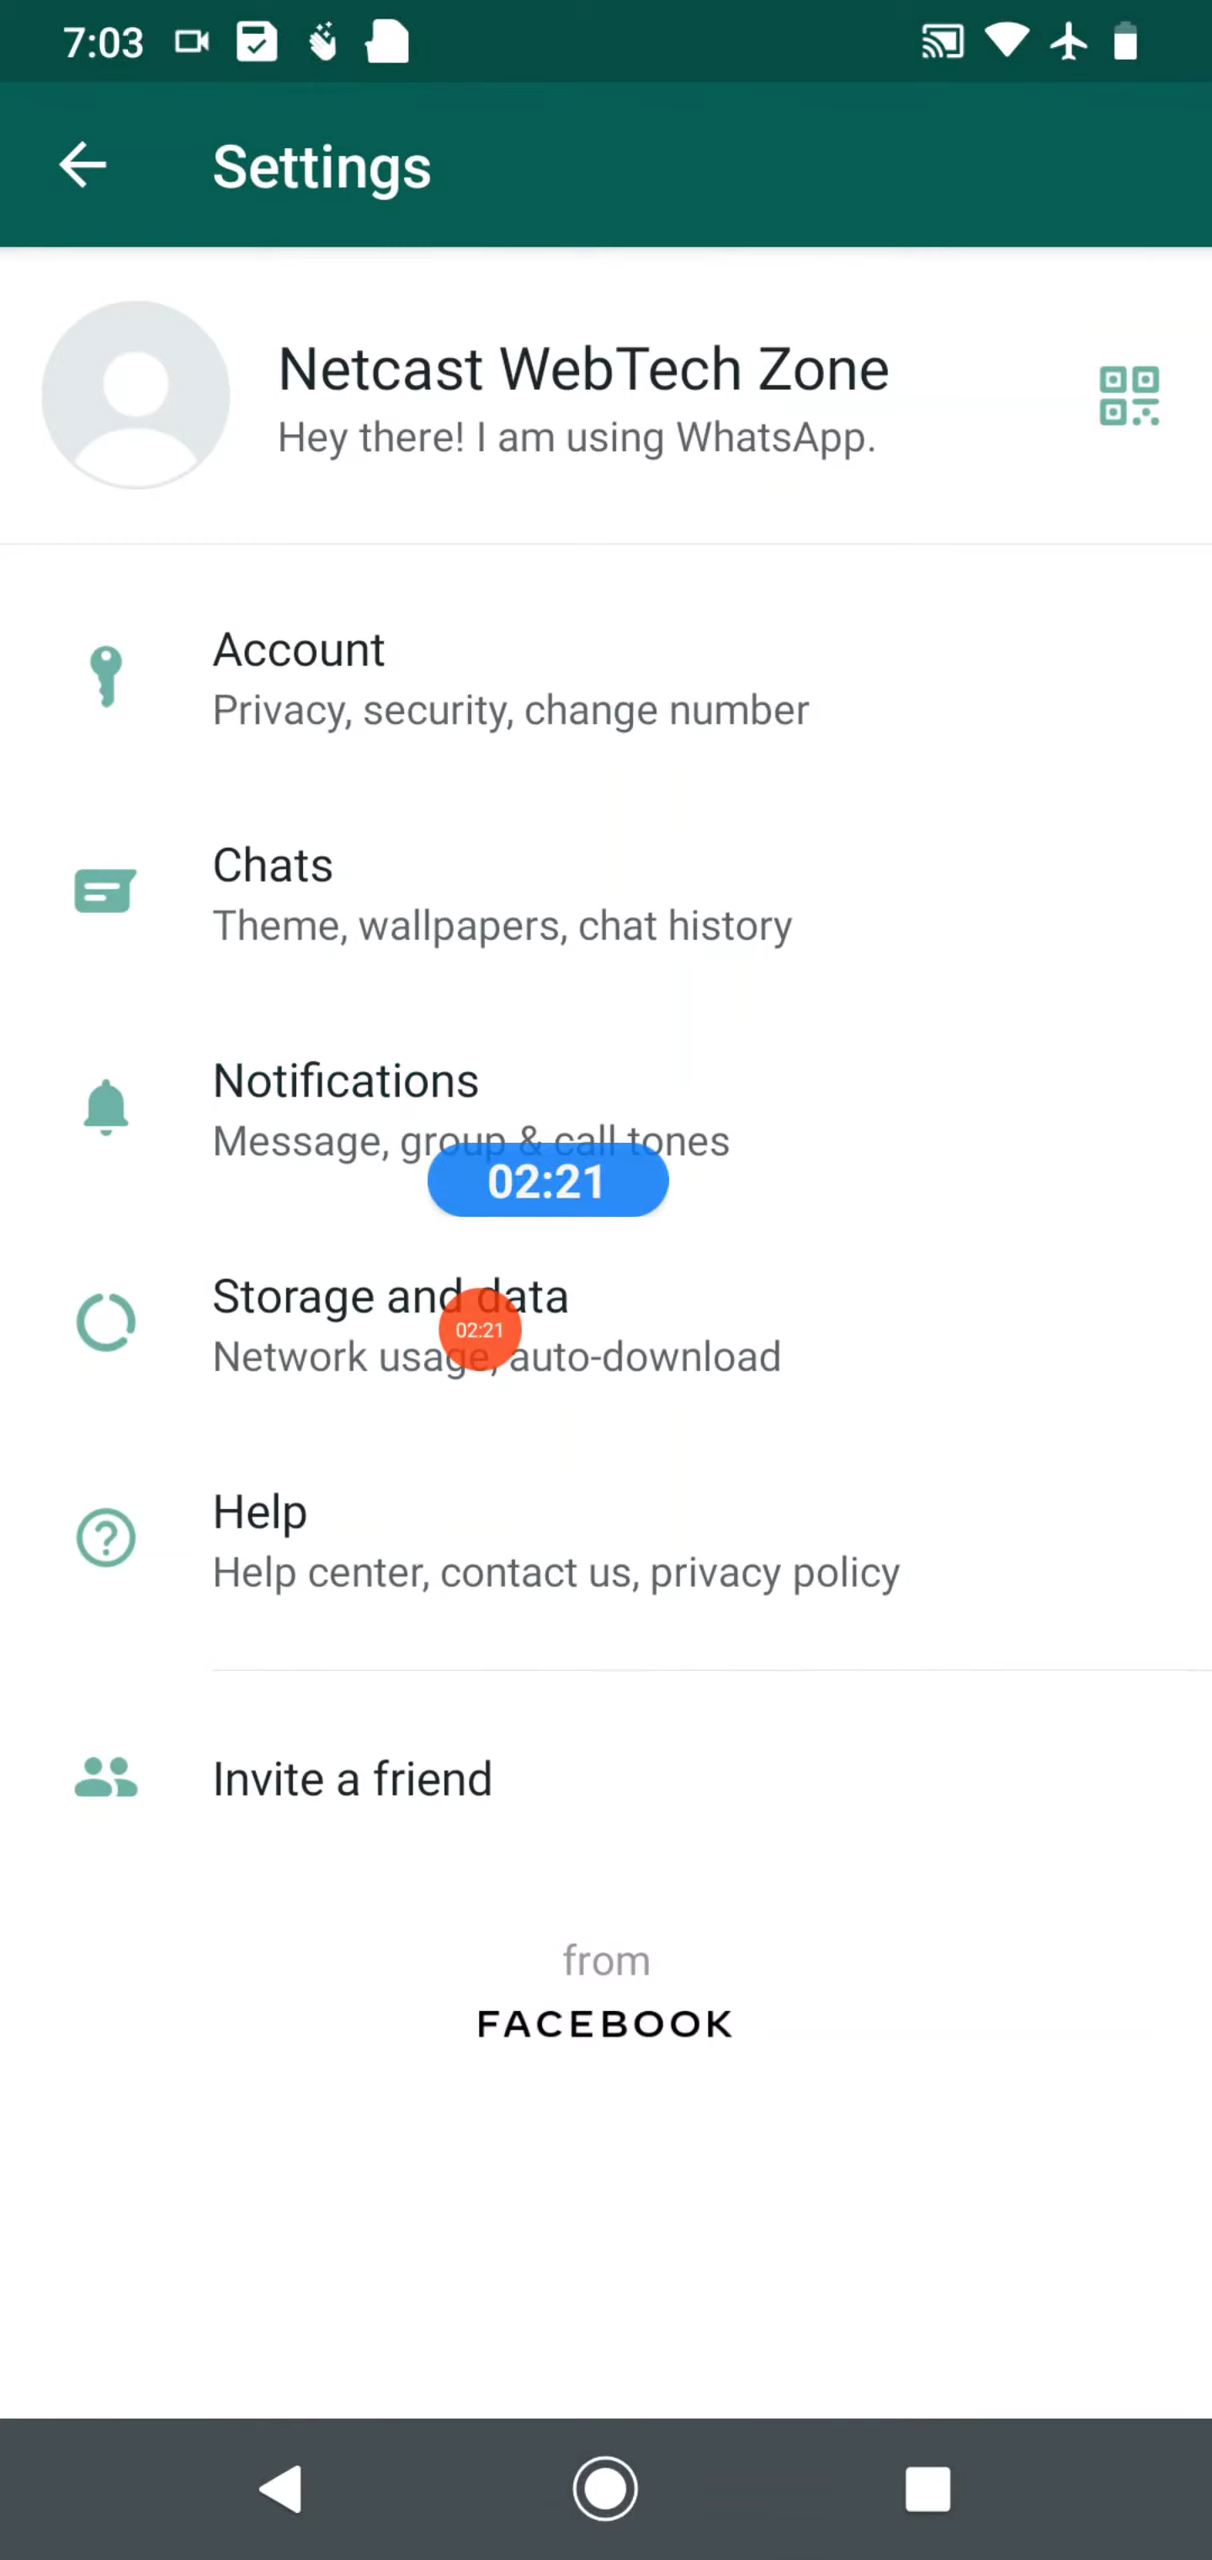 7:03
Settings
Netcast WebTech Zone
Hey there! I am using WhatsApp.
Account
Privacy, security, change number
Chats
Theme, wallpapers, chat history
Notifications
Message, group & call tones
02:21
Storage and data
02:21
Network usage, auto-download
Help
Help center, contact us, privacy policy
Invite a friend
from
FACEBOOK